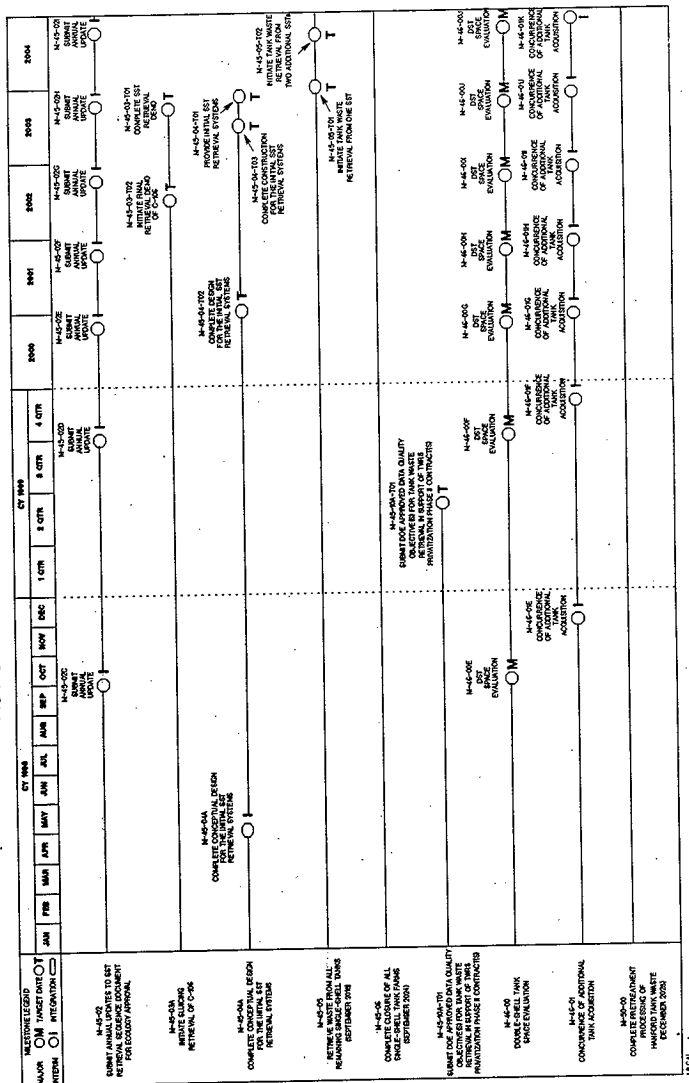 MILESTONE LEGEND
MAJOR M TARGET DATE T
INTERIM I INTEGRATION
CY 1998
JAN FEB MAR APR MAY JUN JUL AUG SEP OCT NOV DEC
CY 1999
1 QTR 2 QTR 3 QTR 4 QTR
2000 2001 2002 2003 2004
M-45-02
SUBMIT ANNUAL UPDATES TO SST
RETRIEVAL SEQUENCE DOCUMENT
FOR ECOLOGY APPROVAL
M-45-02C
SUBMIT
ANNUAL
UPDATE
I
M-45-02D
SUBMIT
ANNUAL
UPDATE
I
M-45-02E
SUBMIT
ANNUAL
UPDATE
I
M-45-02F
SUBMIT
ANNUAL
UPDATE
I
M-45-02G
SUBMIT
ANNUAL
UPDATE
I
M-45-02H
SUBMIT
ANNUAL
UPDATE
I
M-45-02I
SUBMIT
ANNUAL
UPDATE
I
M-45-03A
INITIATE SLUICING
RETRIEVAL OF C-106
M-45-03-T02
INITIATE FINAL
RETRIEVAL DEMO
OF C-106
T
M-45-03-T01
COMPLETE SST
RETRIEVAL
DEMO
T
M-45-04A
COMPLETE CONCEPTUAL DESIGN
FOR THE INITIAL SST
RETRIEVAL SYSTEMS
M-45-04A
COMPLETE CONCEPTUAL DESIGN
FOR THE INITIAL SST
RETRIEVAL SYSTEMS
I
M-45-04-T02
COMPLETE DESIGN
FOR THE INITIAL SST
RETRIEVAL SYSTEMS
T
M-45-04-T01
PROVIDE INITIAL SST
RETRIEVAL SYSTEMS
T
M-45-04-T03
COMPLETE CONSTRUCTION
FOR THE INITIAL SST
RETRIEVAL SYSTEMS
T
M-45-05
RETRIEVE WASTE FROM ALL
REMAINING SINGLE-SHELL TANKS
(SEPTEMBER 2018)
M-45-05-T01
INITIATE TANK WASTE
RETRIEVAL FROM ONE SST
T
M-45-05-T02
INITIATE TANK WASTE
RETRIEVAL FROM
TWO ADDITIONAL SSTs
T
M-45-06
COMPLETE CLOSURE OF ALL
SINGLE-SHELL TANK FARMS
(SEPTEMBER 2024)
M-45-10A-T01
SUBMIT DOE APPROVED DATA QUALITY
OBJECTIVE(S) FOR TANK WASTE
RETRIEVAL IN SUPPORT OF TWRS
PRIVATIZATION PHASE II CONTRACT(S)
M-45-10A-T01
SUBMIT DOE APPROVED DATA QUALITY
OBJECTIVE(S) FOR TANK WASTE
RETRIEVAL IN SUPPORT OF TWRS
PRIVATIZATION PHASE II CONTRACT(S)
T
M-46-00
DOUBLE-SHELL TANK
SPACE EVALUATION
M-46-00E
DST
SPACE
EVALUATION
M
M-46-00F
DST
SPACE
EVALUATION
M
M-46-00G
DST
SPACE
EVALUATION
M
M-46-00H
DST
SPACE
EVALUATION
M
M-46-00I
DST
SPACE
EVALUATION
M
M-46-00J
DST
SPACE
EVALUATION
M
DST
SPACE
EVALUATION
M
M-46-01
CONCURRENCE OF ADDITIONAL
TANK ACQUISITION
M-46-01E
CONCURRENCE
OF ADDITIONAL
TANK
ACQUISITION
I
M-46-01F
CONCURRENCE
OF ADDITIONAL
TANK
ACQUISITION
I
M-46-01G
CONCURRENCE
OF ADDITIONAL
TANK
ACQUISITION
I
M-46-01H
CONCURRENCE
OF ADDITIONAL
TANK
ACQUISITION
I
M-46-01I
CONCURRENCE
OF ADDITIONAL
TANK
ACQUISITION
I
M-46-01J
CONCURRENCE
OF ADDITIONAL
TANK
ACQUISITION
I
M-46-01K
CONCURRENCE
OF ADDITIONAL
TANK
ACQUISITION
I
M-50-00
COMPLETE PRETREATMENT
PROCESSING OF
HANFORD TANK WASTE
DECEMBER 2028)